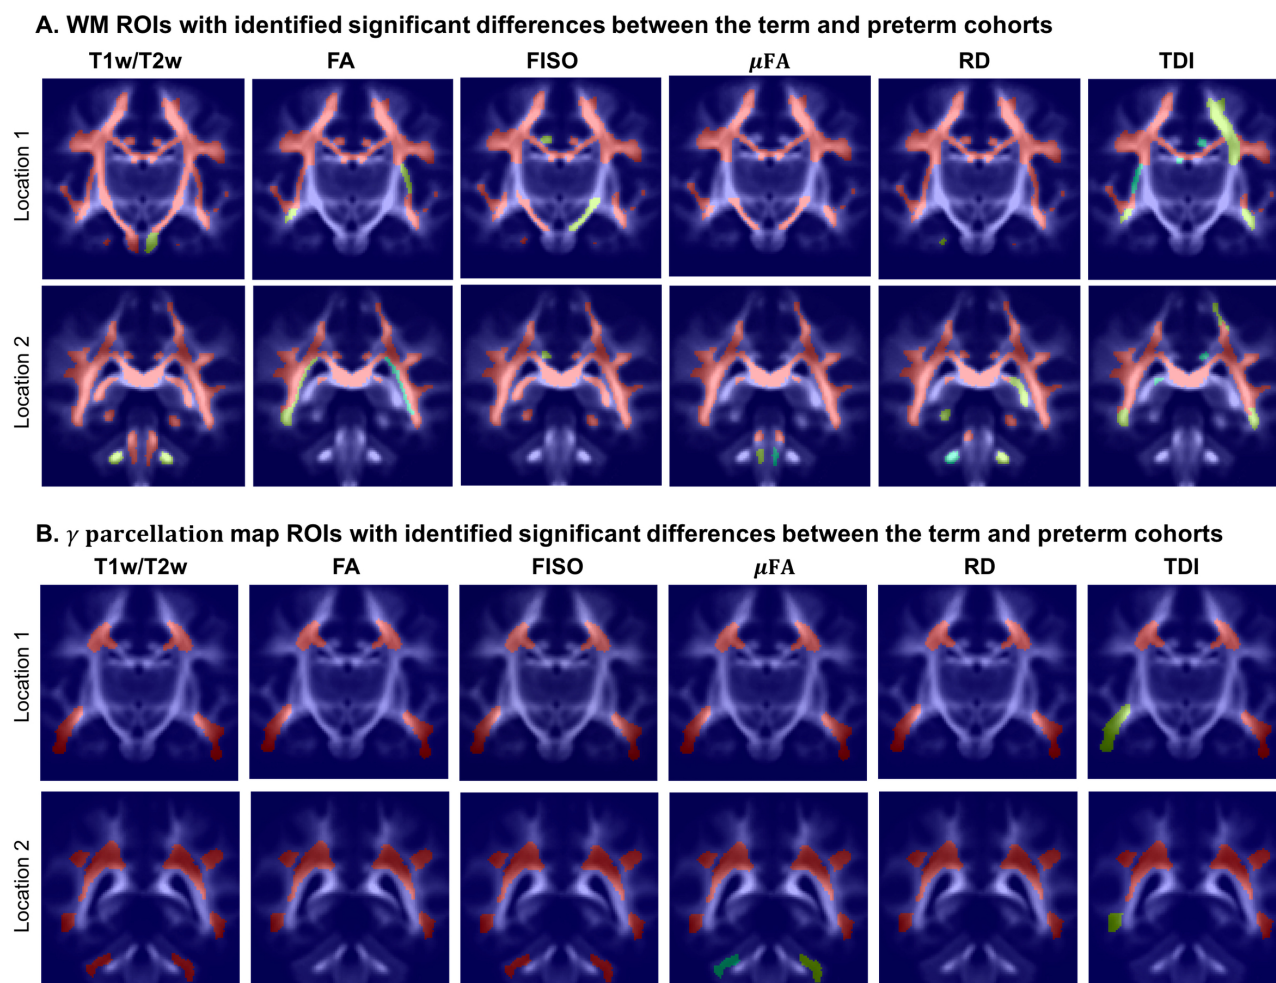 A. WM ROIs with identified significant differences between the term and preterm cohorts
T1w/T2w FA FISO μFA RD TDI
Location 1
Location 2
B. γ parcellation map ROIs with identified significant differences between the term and preterm cohorts
T1w/T2w FA FISO μFA RD TDI
Location 1
Location 2